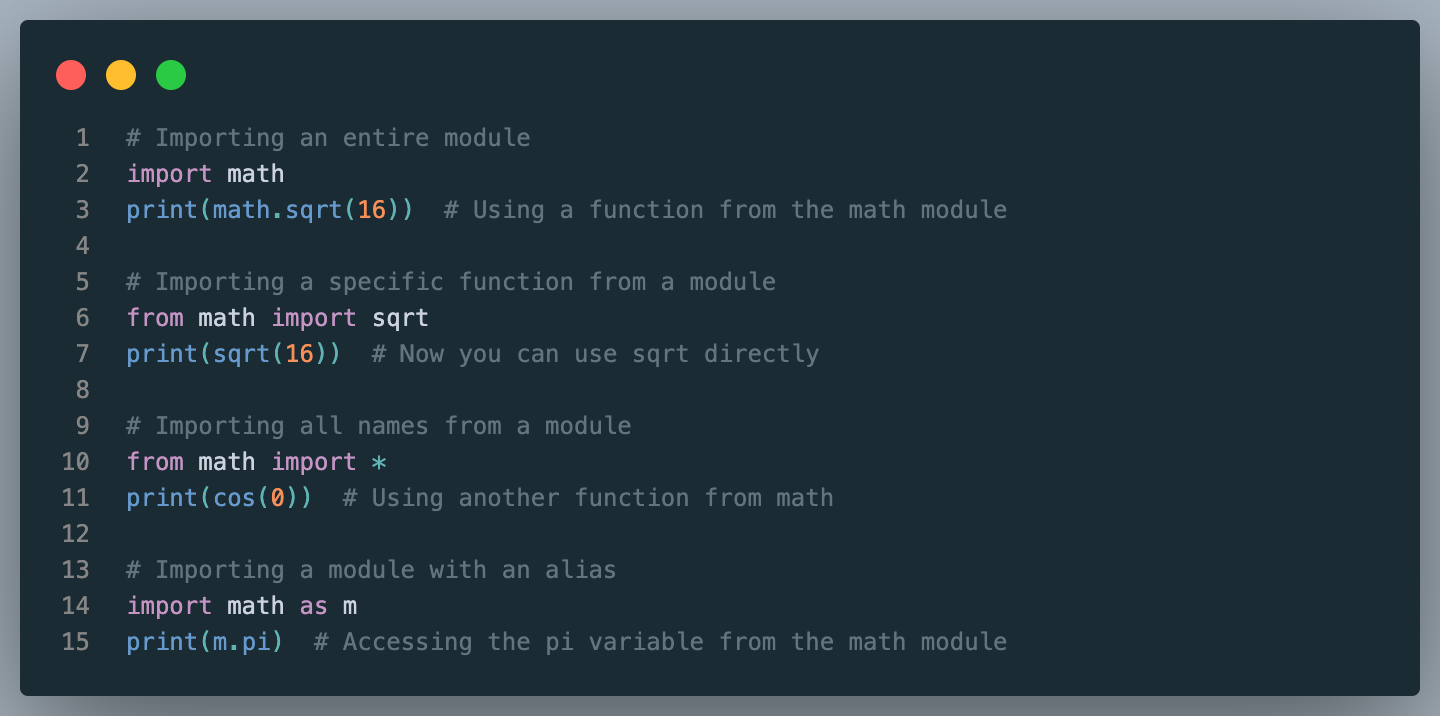 1 # Importing an entire module
2 import math
3 print(math.sqrt(16))  # Using a function from the math module
4
5 # Importing a specific function from a module
6 from math import sqrt
7 print(sqrt(16))  # Now you can use sqrt directly
8
9 # Importing all names from a module
10 from math import *
11 print(cos(0))  # Using another function from math
12
13 # Importing a module with an alias
14 import math as m
15 print(m.pi)  # Accessing the pi variable from the math module